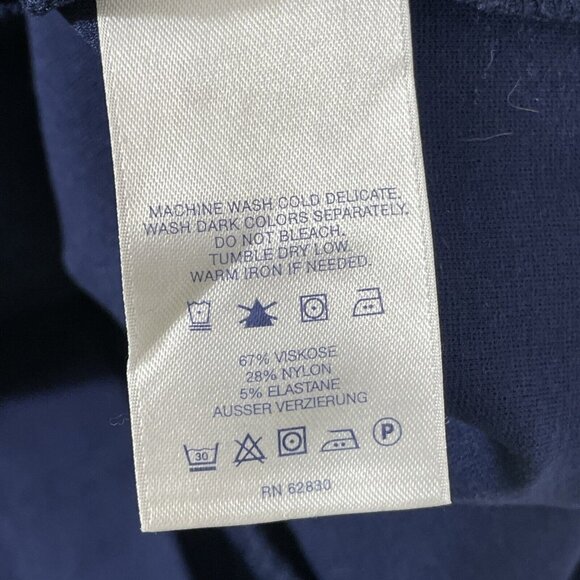 MACHINE WASH COLD DELICATE.
WASH DARK COLORS SEPARATELY.
DO NOT BLEACH.
TUMBLE DRY LOW.
WARM IRON IF NEEDED.
67% VISKOSE
28% NYLON
5% ELASTANE
AUSSER VERZIERUNG
30 P
RN 62830